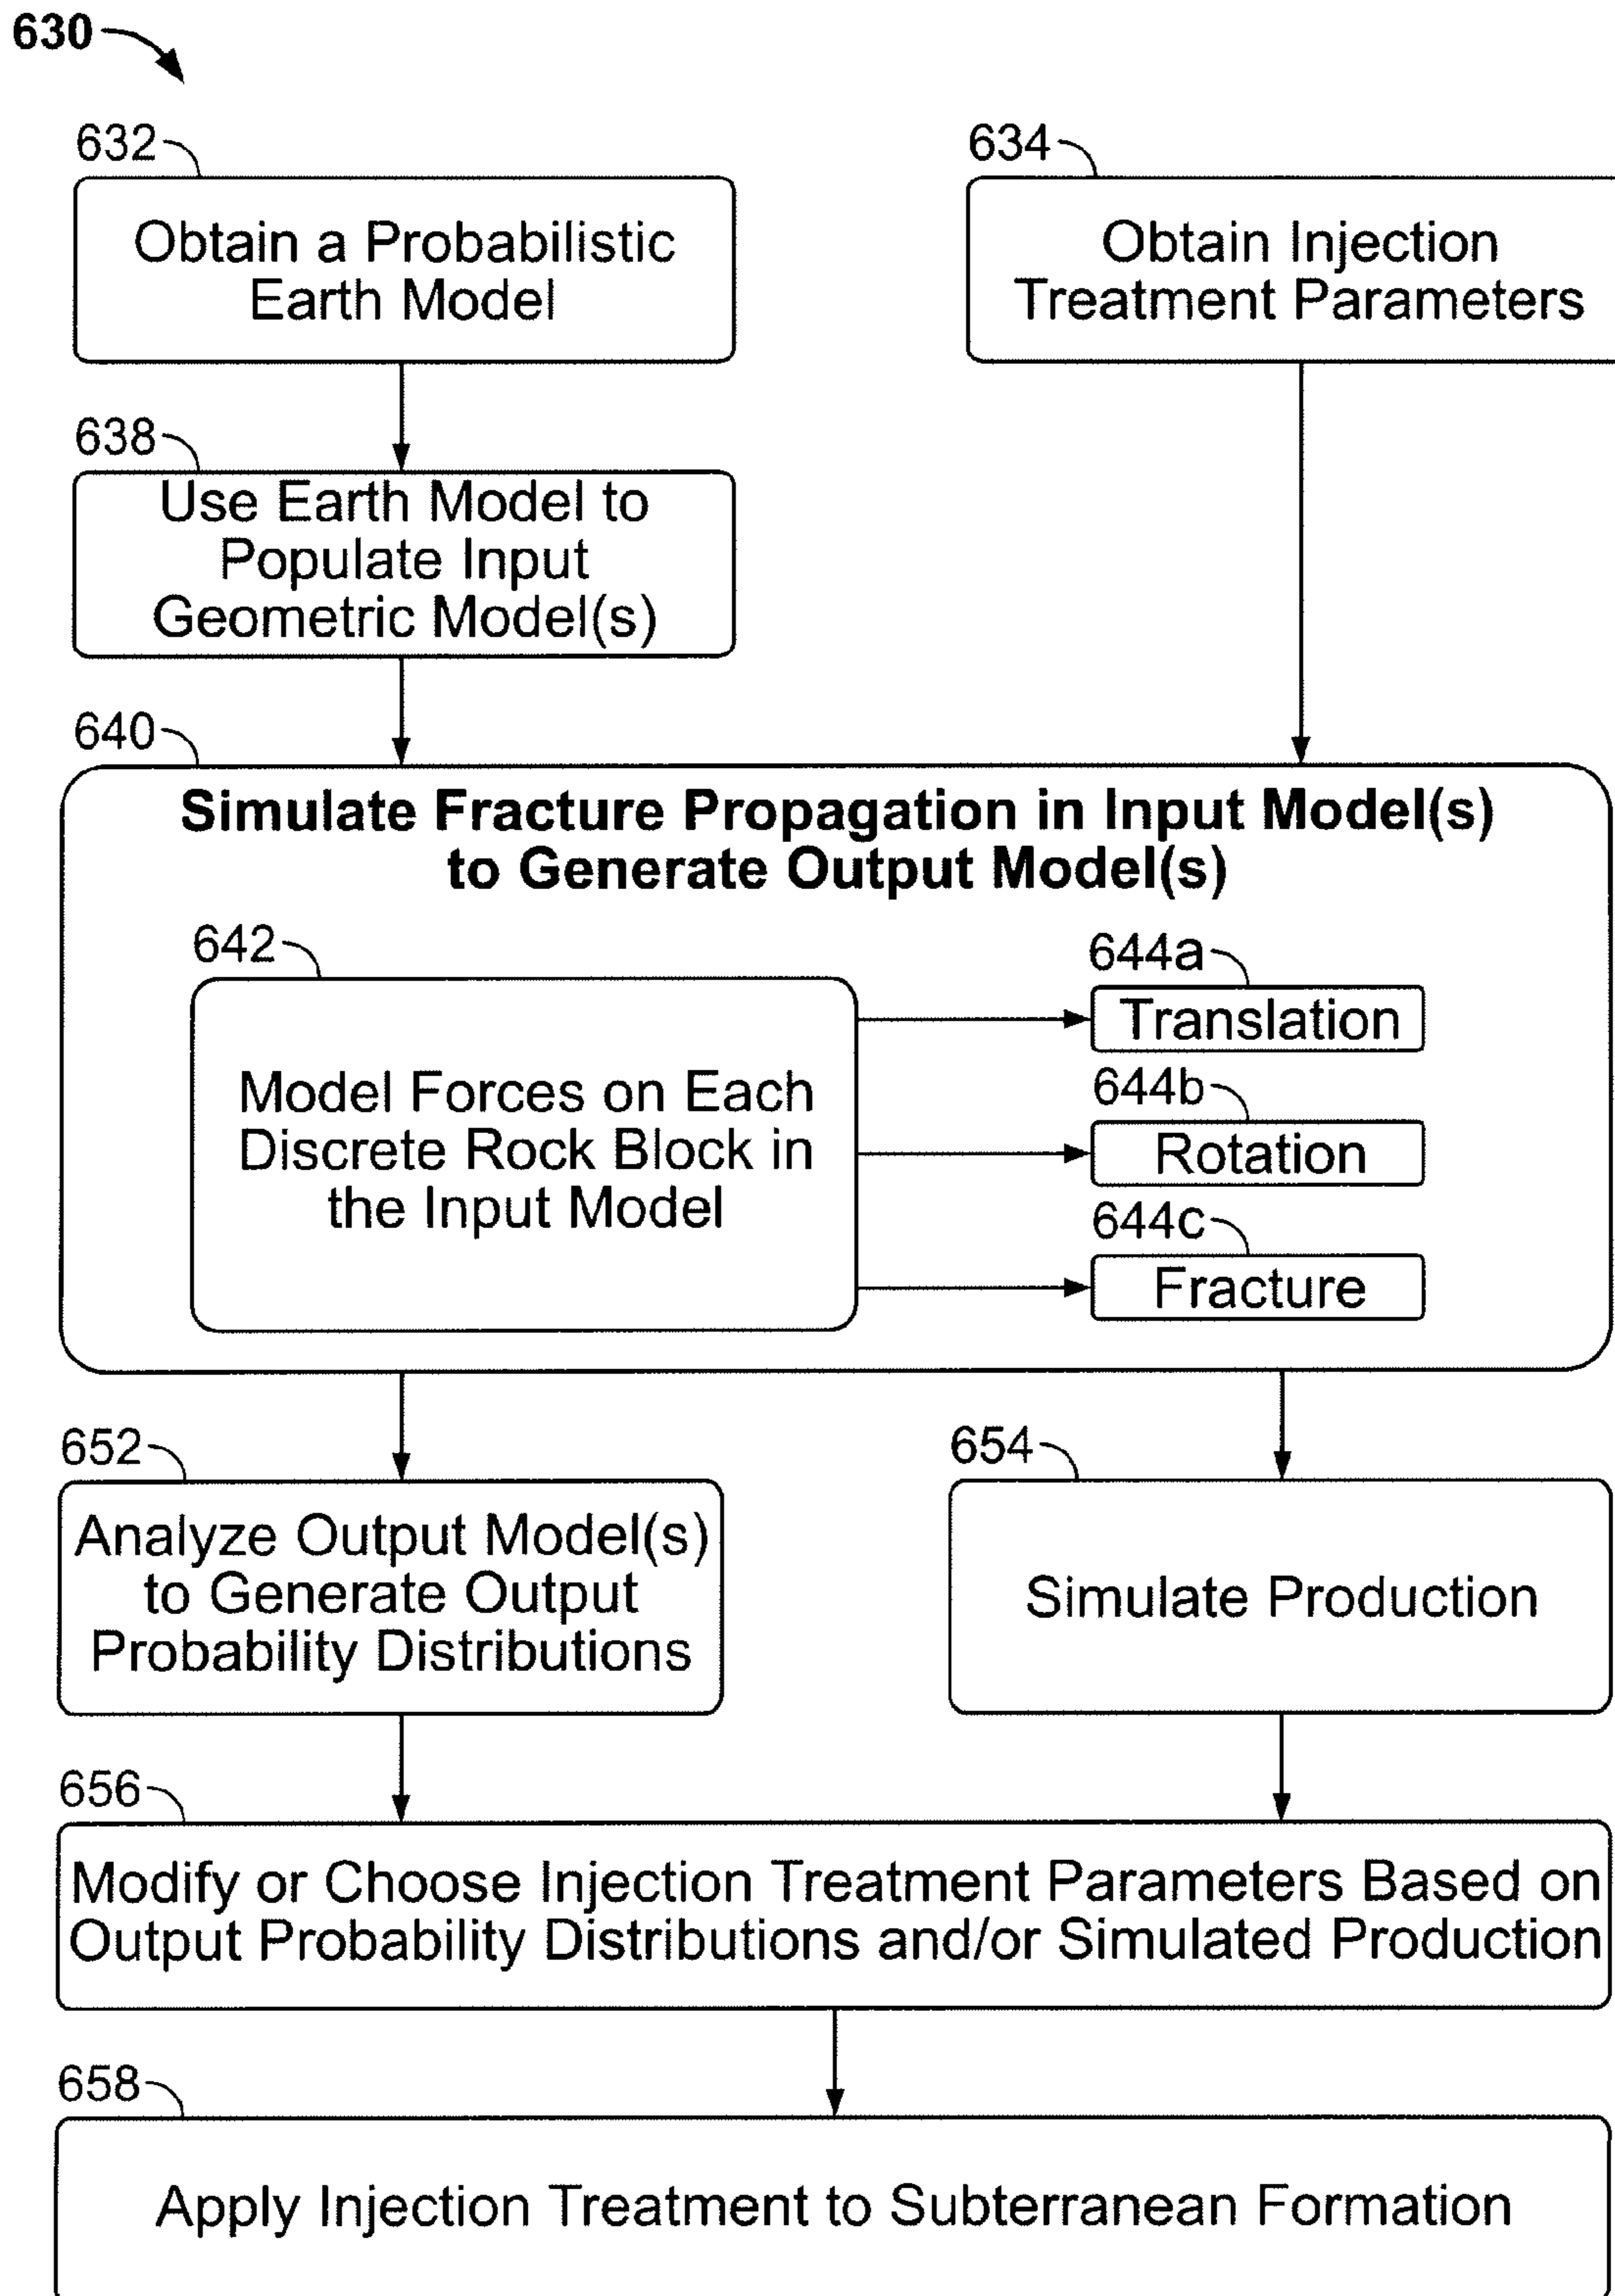 630
632
Obtain a Probabilistic
Earth Model
634
Obtain Injection
Treatment Parameters
638
Use Earth Model to
Populate Input
Geometric Model(s)
640
Simulate Fracture Propagation in Input Model(s)
to Generate Output Model(s)
642
Model Forces on Each
Discrete Rock Block in
the Input Model
644a
Translation
644b
Rotation
644c
Fracture
652
Analyze Output Model(s)
to Generate Output
Probability Distributions
654
Simulate Production
656
Modify or Choose Injection Treatment Parameters Based on
Output Probability Distributions and/or Simulated Production
658
Apply Injection Treatment to Subterranean Formation